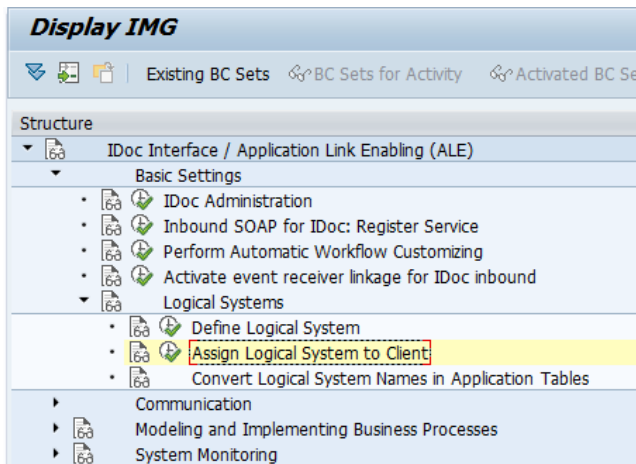 Display IMG
Existing BC Sets BC Sets for Activity Activated BC Se
Structure
IDoc Interface / Application Link Enabling (ALE)
Basic Settings
IDoc Administration
Inbound SOAP for IDoc: Register Service
Perform Automatic Workflow Customizing
Activate event receiver linkage for IDoc inbound
Logical Systems
Define Logical System
Assign Logical System to Client
Convert Logical System Names in Application Tables
Communication
Modeling and Implementing Business Processes
System Monitoring